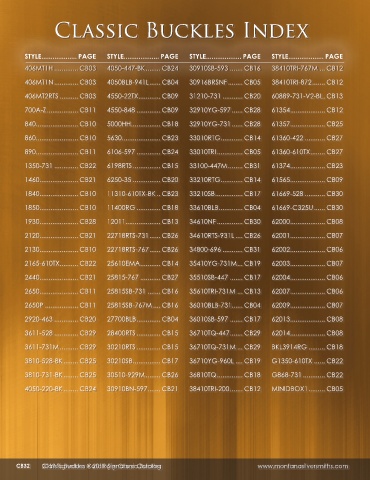 Classic Buckles Index
STYLE................ PAGE
406MT1H ............. CB03
406MT1N ............. CB03
406MT2RTS ......... CB03
700A-Z ................. CB11
840 ....................... CB10
860 ....................... CB10
890 ....................... CB11
1350-731 .............. CB22
1460 ..................... CB21
1840 ..................... CB10
1850 ..................... CB10
1930 ..................... CB28
2120 ..................... CB21
2130 ..................... CB10
2165-610TX .......... CB22
2440 ..................... CB21
2650 ..................... CB11
2650P ................... CB11
2920-463 .............. CB20
3611-528 .............. CB29
3611-731M ........... CB29
3810-528-BK ......... CB25
3810-731-BK ......... CB25
4050-220-BK ......... CB24
STYLE................ PAGE
4050-447-BK ......... CB24
4050BLB-941L ....... CB04
4550-22TX ............ CB09
4550-848 .............. CB09
5000HH ................ CB18
5630 ..................... CB23
6106-597 .............. CB24
6198RTS ............... CB15
6250-35 ................ CB20
11310-610TX-BK ... CB23
11400RG .............. CB18
12011 ................... CB13
22718RTS-731 ...... CB26
22718RTS-767 ...... CB26
25610EMA ............ CB14
25815-767 ............ CB27
25815SB-731 ........ CB16
25815SB-767M ..... CB16
27700BLB ............. CB04
28400RTS ............. CB15
30210RTS ............. CB15
30210SB ............... CB17
30510-929M ......... CB26
30910BN-597 ....... CB21
STYLE................ PAGE
30910SB-593 ........ CB16
30916BRSNF ........ CB05
31210-731 ............ CB20
32910YG-597 ....... CB28
32910YG-731 ....... CB28
33010RTG ............ CB14
33010TRI .............. CB05
33100-447M ......... CB31
33210RTG ............ CB14
33210SB ............... CB17
33610BLB ............. CB04
34610NF .............. CB30
34610RTS-931L .... CB26
34800-696 ............ CB31
35410YG-731M .... CB19
35510SB-447 ........ CB17
35610TRI-731M .... CB13
36010BLB-731 ...... CB04
36010SB-597 ........ CB17
36710TQ-447 ....... CB29
36710TQ-731M .... CB29
36710YG-960L ..... CB19
36810TQ .............. CB18
38410TRI-200 ....... CB12
STYLE................ PAGE
38410TRI-767M .... CB12
38410TRI-872 ....... CB12
60889-731-V2-BL . CB13
61354 ................... CB12
61357 ................... CB25
61360-422 ............ CB27
61360-610TX ........ CB27
61374 ................... CB23
61565 ................... CB09
61669-528 ............ CB30
61669-C325U ....... CB30
62000 ................... CB08
62001 ................... CB07
62002 ................... CB06
62003 ................... CB07
62004 ................... CB06
62007 ................... CB06
62009 ................... CB07
62013 ................... CB08
62014 ................... CB08
BKL3914RG .......... CB18
G1350-610TX ....... CB22
G868-731 ............. CB22
MINIOBOX1 ......... CB05
CB32
www.montanasilversmiths.com